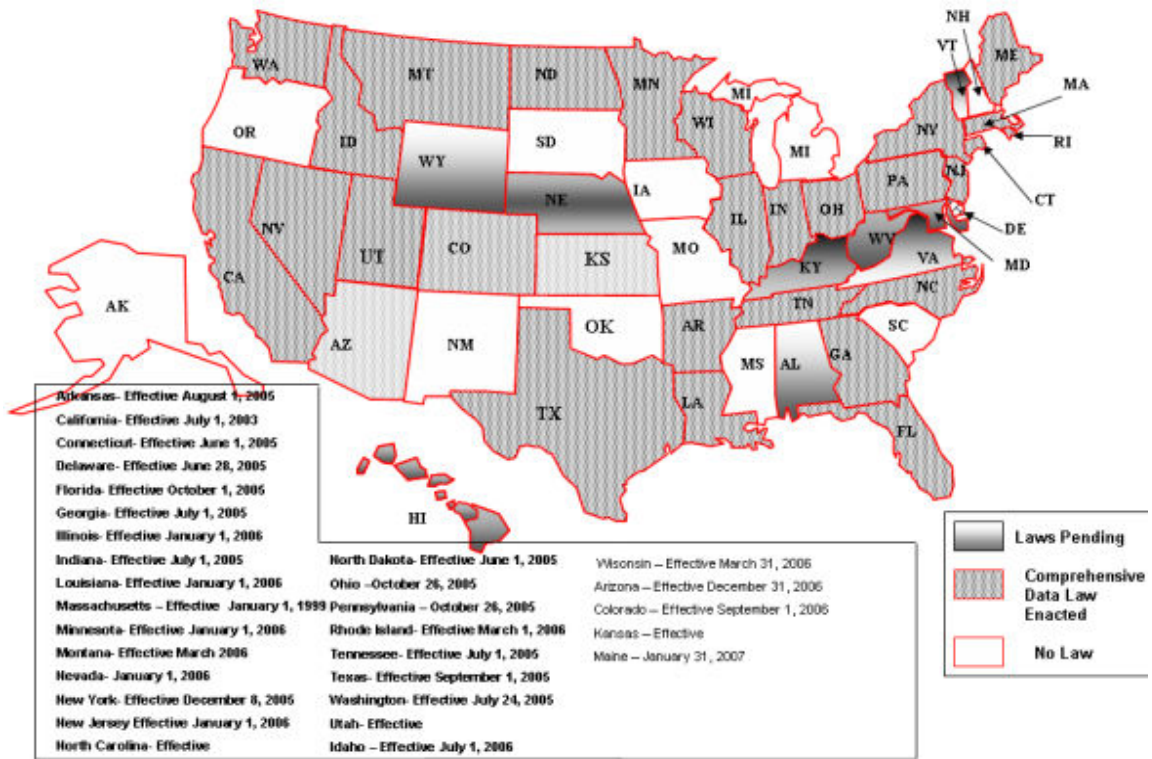 NH
VT
ME
WA
MT
ND
MN
MI
MA
OR
ID
SD
WI
NY
RI
WY
MI
PA
NJ
CT
NE
IA
IL
IN
OH
DE
NV
UT
CO
KS
MO
WV
VA
MD
CA
KY
NC
AK
AZ
NM
OK
AR
TN
SC
MS
AL
GA
TX
LA
FL
HI
Arkansas- Effective August 1, 2005
California- Effective July 1, 2003
Connecticut- Effective June 1, 2005
Delaware- Effective June 28, 2005
Florida- Effective October 1, 2005
Georgia- Effective July 1, 2005
Illinois- Effective January 1, 2006
Indiana- Effective July 1, 2005
Louisiana- Effective January 1, 2006
Massachusetts – Effective January 1, 1999
Minnesota- Effective January 1, 2006
Montana- Effective March 2006
Nevada- January 1, 2006
New York- Effective December 8, 2005
New Jersey Effective January 1, 2006
North Carolina- Effective
North Dakota- Effective June 1, 2005
Ohio –October 26, 2005
Pennsylvania – October 26, 2005
Rhode Island- Effective March 1, 2006
Tennessee- Effective July 1, 2005
Texas- Effective September 1, 2005
Washington- Effective July 24, 2005
Utah- Effective
Idaho – Effective July 1, 2006
Wisonsin – Effective March 31, 2006
Arizona – Effective December 31, 2006
Colorado – Effective September 1, 2006
Kansas – Effective
Maine – January 31, 2007
Laws Pending
Comprehensive
Data Law
Enacted
No Law